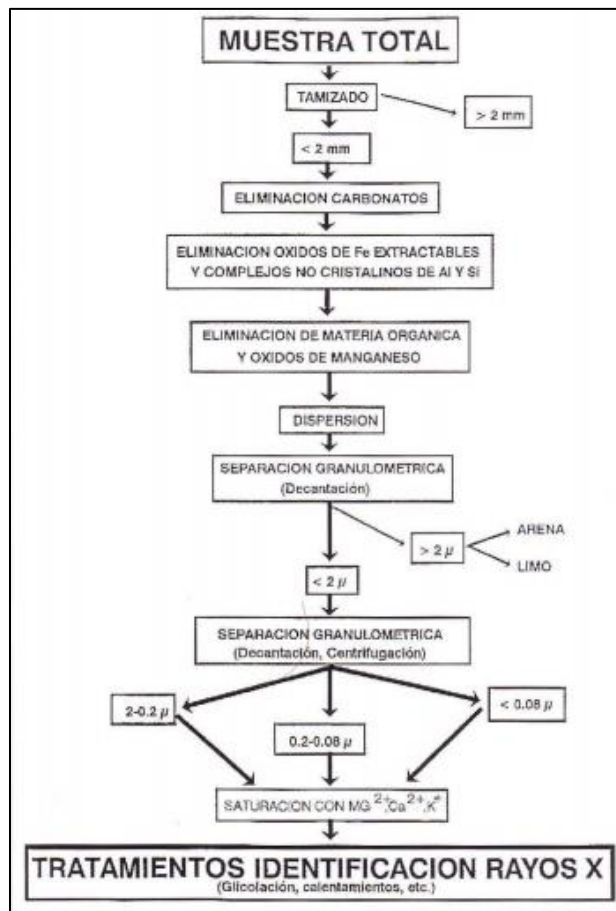 MUESTRA TOTAL
TAMIZADO
> 2 mm
< 2 mm
ELIMINACION CARBONATOS
ELIMINACION OXIDOS DE Fe EXTRACTABLES
Y COMPLEJOS NO CRISTALINOS DE Al Y Si
ELIMINACION DE MATERIA ORGANICA
Y OXIDOS DE MANGANESO
DISPERSION
SEPARACION GRANULOMETRICA
(Decantación)
ARENA
> 2 µ
LIMO
< 2 µ
SEPARACION GRANULOMETRICA
(Decantación, Centrifugación)
2-0.2 µ
0.2-0.08 µ
< 0.08 µ
SATURACION CON MG 2+,Ca 2+,K+
TRATAMIENTOS IDENTIFICACION RAYOS X
(Glicolación, calentamientos, etc.)